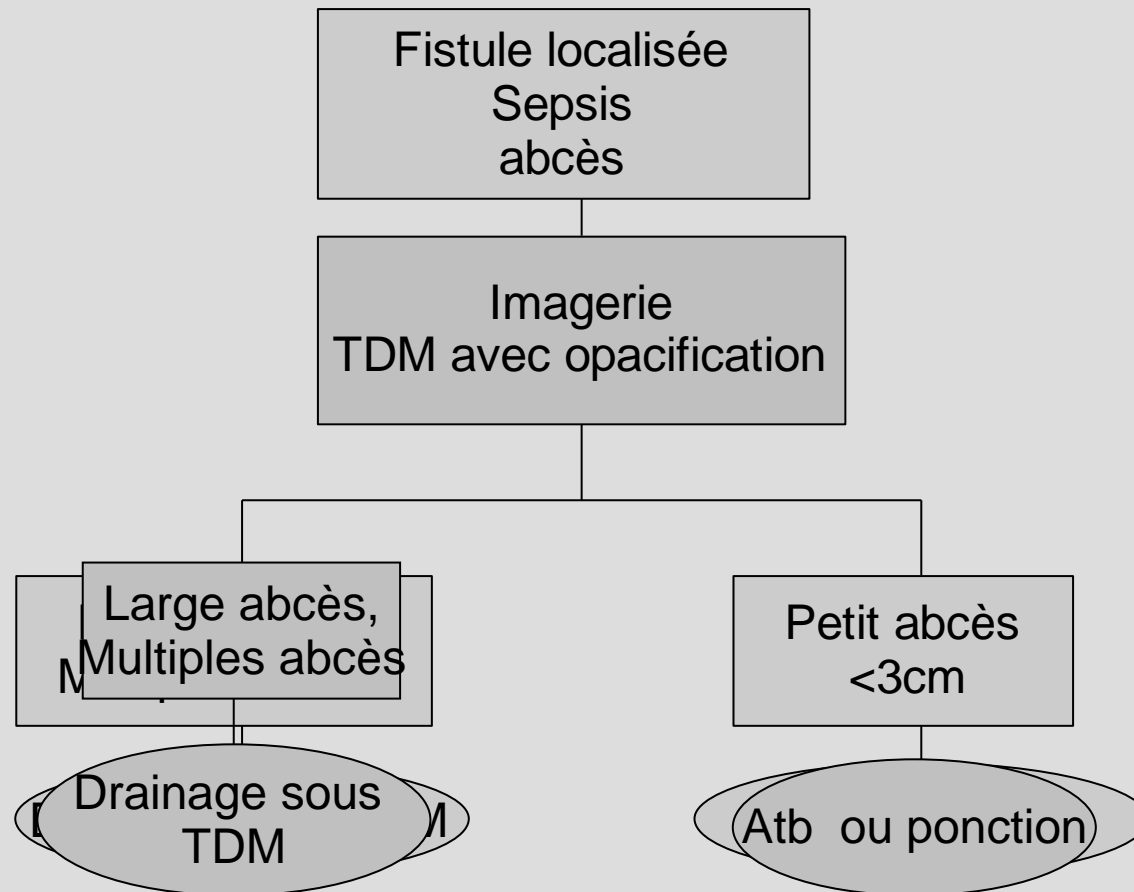 Fistule localisée
Sepsis
abcès
Imagerie
TDM avec opacification
Large abcès,
Multiples abcès
Petit abcès
<3cm
Drainage sous
TDM
Atb ou ponction